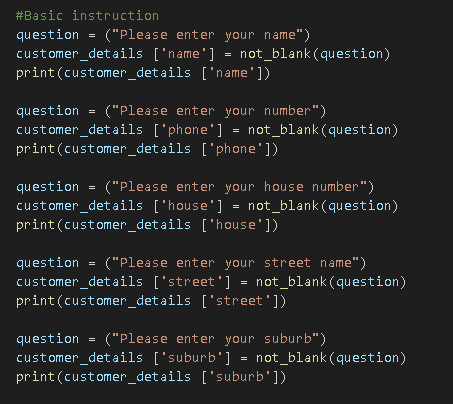 #Basic instruction
question = ("Please enter your name")
customer_details ['name'] = not_blank(question)
print(customer_details ['name'])
question = ("Please enter your number")
customer_details ['phone'] = not_blank(question)
print(customer_details ['phone'])
question = ("Please enter your house number")
customer_details ['house'] = not_blank(question)
print(customer_details ['house'])
question = ("Please enter your street name")
customer_details ['street'] = not_blank(question)
print(customer_details ['street'])
question = ("Please enter your suburb")
customer_details ['suburb'] = not_blank(question)
print(customer_details ['suburb'])